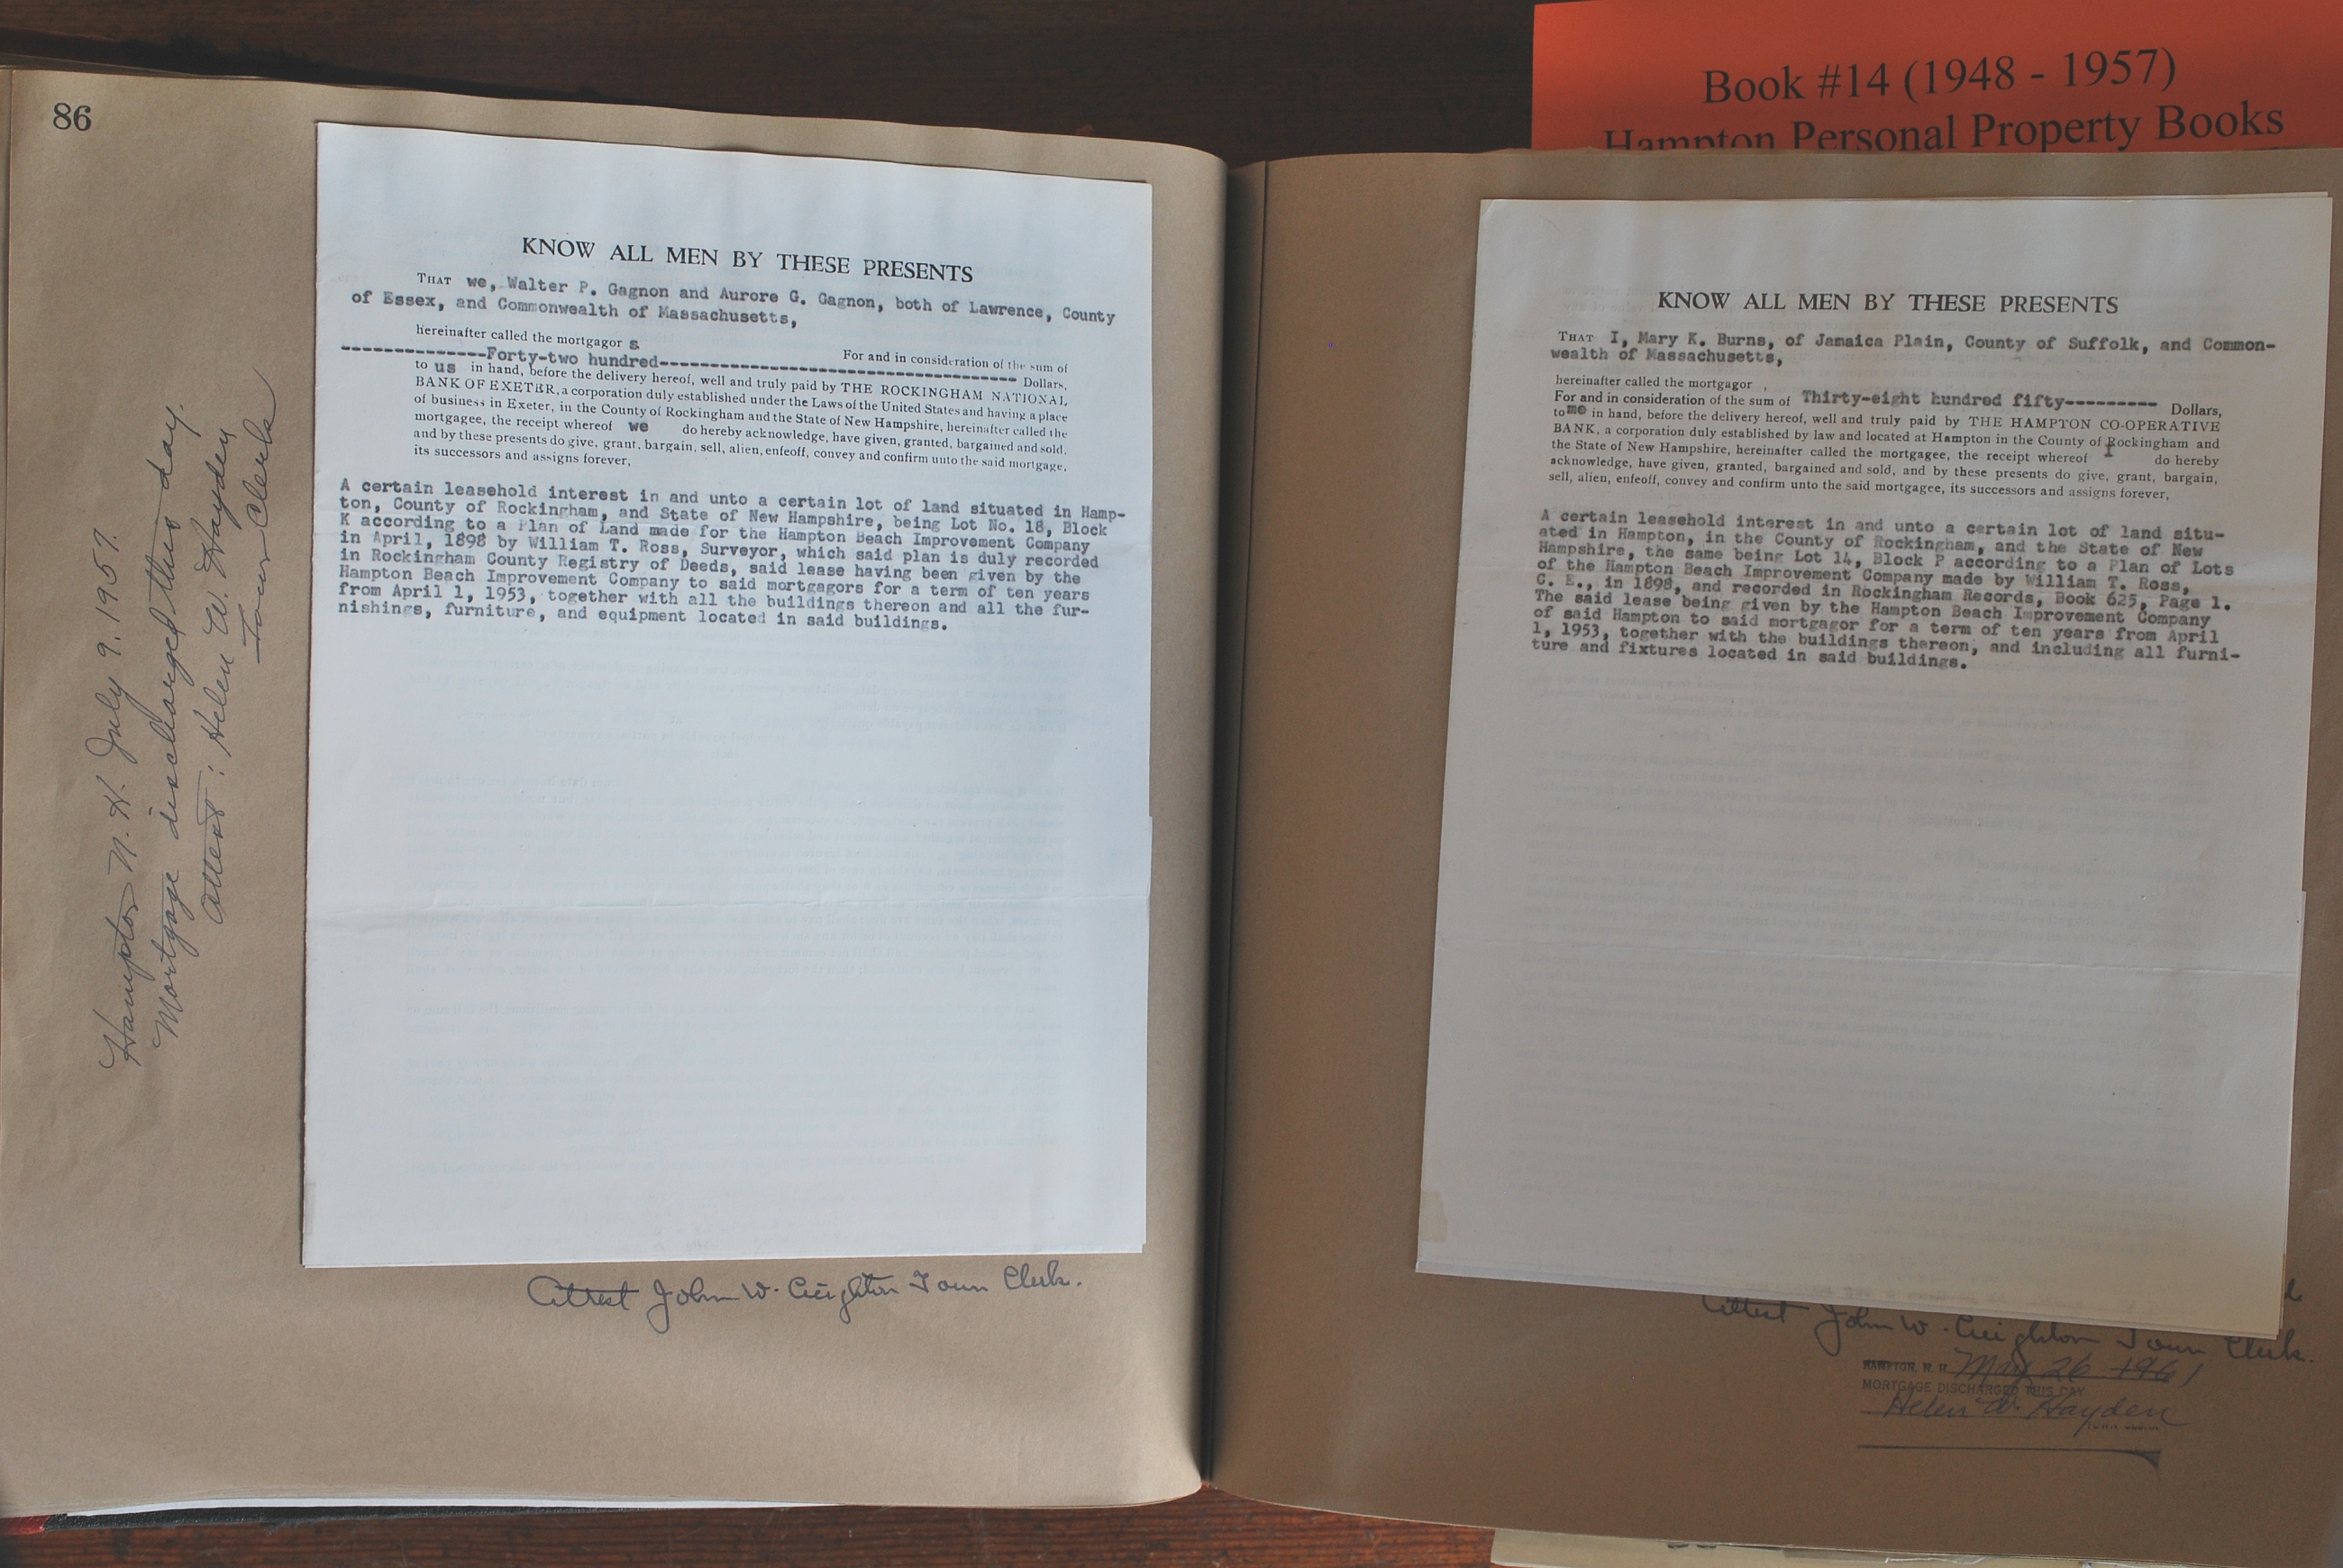 86
Hampton N. H. July 9. 1957.
Mortgage discharged this day.
Attest: Helen W. Hayden
Town Clerk
KNOW ALL MEN BY THESE PRESENTS
THAT we, Walter P. Gagnon and Aurore G. Gagnon, both of Lawrence, County
of Essex, and Commonwealth of Massachusetts,
hereinafter called the mortgagor s
For and in consideration of the sum of
--------------Forty-two hundred----------------------------------- Dollars,
to us in hand, before the delivery hereof, well and truly paid by THE ROCKINGHAM NATIONAL
BANK OF EXETER, a corporation duly established under the Laws of the United States and having a place
of business in Exeter, in the County of Rockingham and the State of New Hampshire, hereinafter called the
mortgagee, the receipt whereof we do hereby acknowledge, have given, granted, bargained and sold,
and by these presents do give, grant, bargain, sell, alien, enfeoff, convey and confirm unto the said mortgage,
its successors and assigns forever,
A certain leasehold interest in and unto a certain lot of land situated in Hamp-
ton, County of Rockingham, and State of New Hampshire, being Lot No. 18, Block
K according to a Plan of Land made for the Hampton Beach Improvement Company
in April, 1898 by William T. Ross, Surveyor, which said plan is duly recorded
in Rockingham County Registry of Deeds, said lease having been given by the
Hampton Beach Improvement Company to said mortgagors for a term of ten years
from April 1, 1953, together with all the buildings thereon and all the fur-
nishings, furniture, and equipment located in said buildings.
Attest John W. Creighton Town Clerk.
Book #14 (1948 - 1957)
Hampton Personal Property Books
KNOW ALL MEN BY THESE PRESENTS
THAT I, Mary K. Burns, of Jamaica Plain, County of Suffolk, and Common-
wealth of Massachusetts,
hereinafter called the mortgagor ,
For and in consideration of the sum of Thirty-eight hundred fifty--------- Dollars,
to me in hand, before the delivery hereof, well and truly paid by THE HAMPTON CO-OPERATIVE
BANK, a corporation duly established by law and located at Hampton in the County of Rockingham and
the State of New Hampshire, hereinafter called the mortgagee, the receipt whereof I do hereby
acknowledge, have given, granted, bargained and sold, and by these presents do give, grant, bargain,
sell, alien, enfeoff, convey and confirm unto the said mortgagee, its successors and assigns forever,
A certain leasehold interest in and unto a certain lot of land situ-
ated in Hampton, in the County of Rockingham, and the State of New
Hampshire, the same being Lot 14, Block P according to a Plan of Lots
of the Hampton Beach Improvement Company made by William T. Ross,
C. E., in 1898, and recorded in Rockingham Records, Book 625, Page 1.
The said lease being given by the Hampton Beach Improvement Company
of said Hampton to said mortgagor for a term of ten years from April
1, 1953, together with the buildings thereon, and including all furni-
ture and fixtures located in said buildings.
Attest John W. Creighton Town Clerk.
HAMPTON, N. H. May 26 1961
MORTGAGE DISCHARGED THIS DAY
Helen W. Hayden